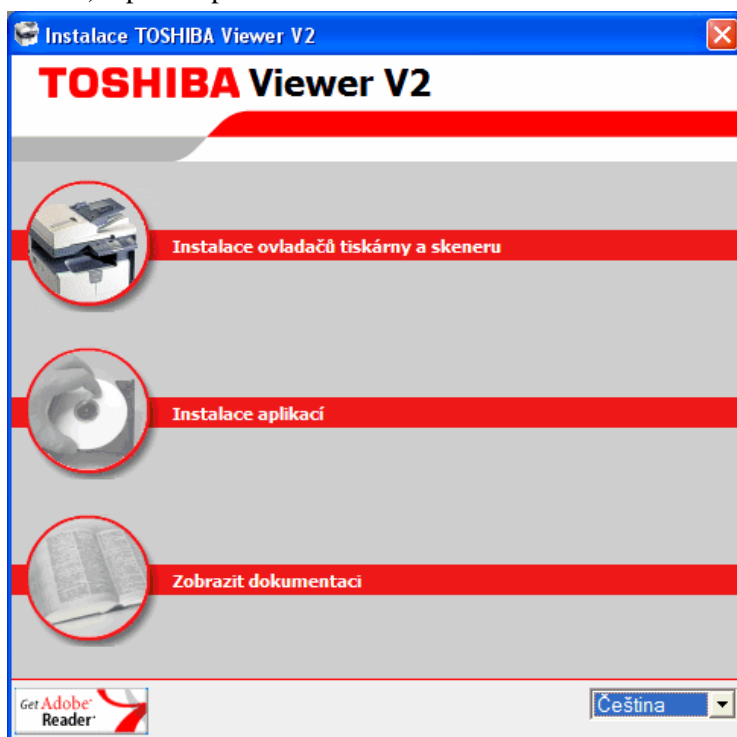 Instalace TOSHIBA Viewer V2
TOSHIBA Viewer V2
Instalace ovladačů tiskárny a skeneru
Instalace aplikací
Zobrazit dokumentaci
Get Adobe
Reader
Čeština